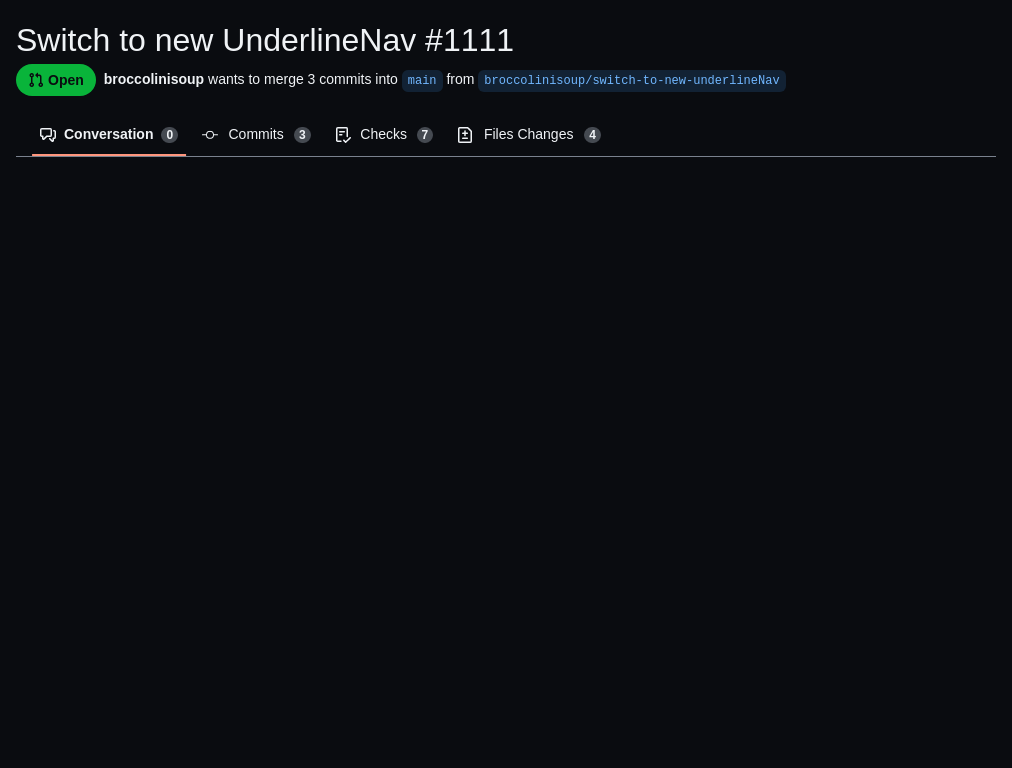 Switch to new UnderlineNav #1111
Open broccolinisoup wants to merge 3 commits into main from broccolinisoup/switch-to-new-underlineNav
Conversation 0 Commits 3 Checks 7 Files Changes 4